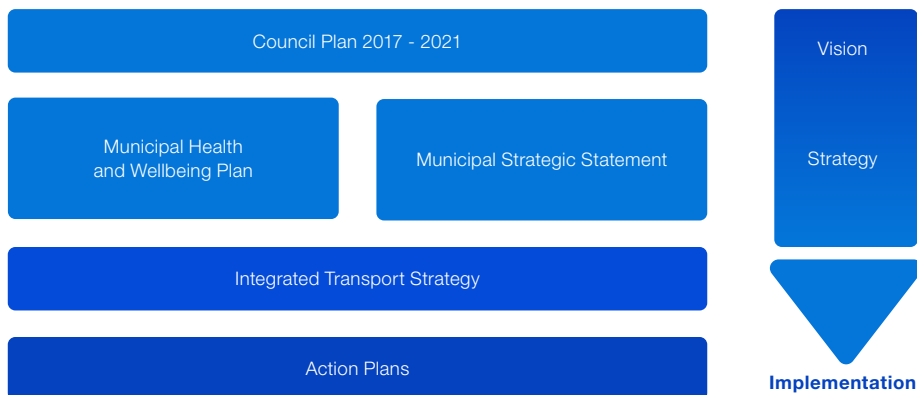 Council Plan 2017 - 2021
Municipal Health
and Wellbeing Plan
Municipal Strategic Statement
Integrated Transport Strategy
Action Plans
Vision
Strategy
Implementation